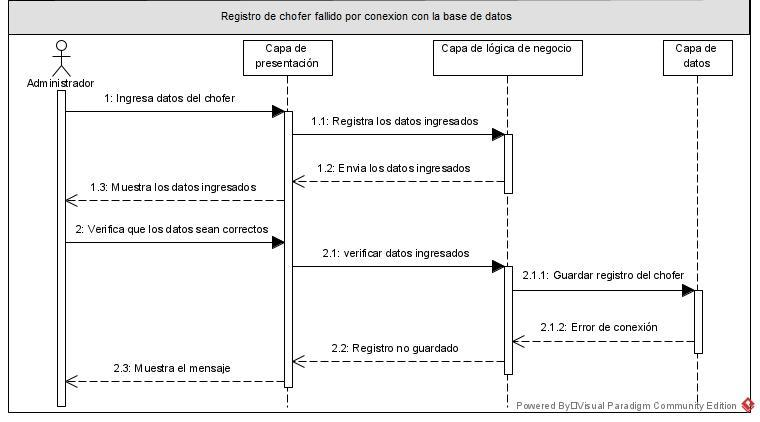 Registro de chofer fallido por conexion con la base de datos
Capa de
presentación
Capa de lógica de negocio
Capa de
datos
Administrador
1: Ingresa datos del chofer
1.1: Registra los datos ingresados
1.2: Envia los datos ingresados
1.3: Muestra los datos ingresados
2: Verifica que los datos sean correctos
2.1: verificar datos ingresados
2.1.1: Guardar registro del chofer
2.1.2: Error de conexión
2.2: Registro no guardado
2.3: Muestra el mensaje
Powered By Visual Paradigm Community Edition